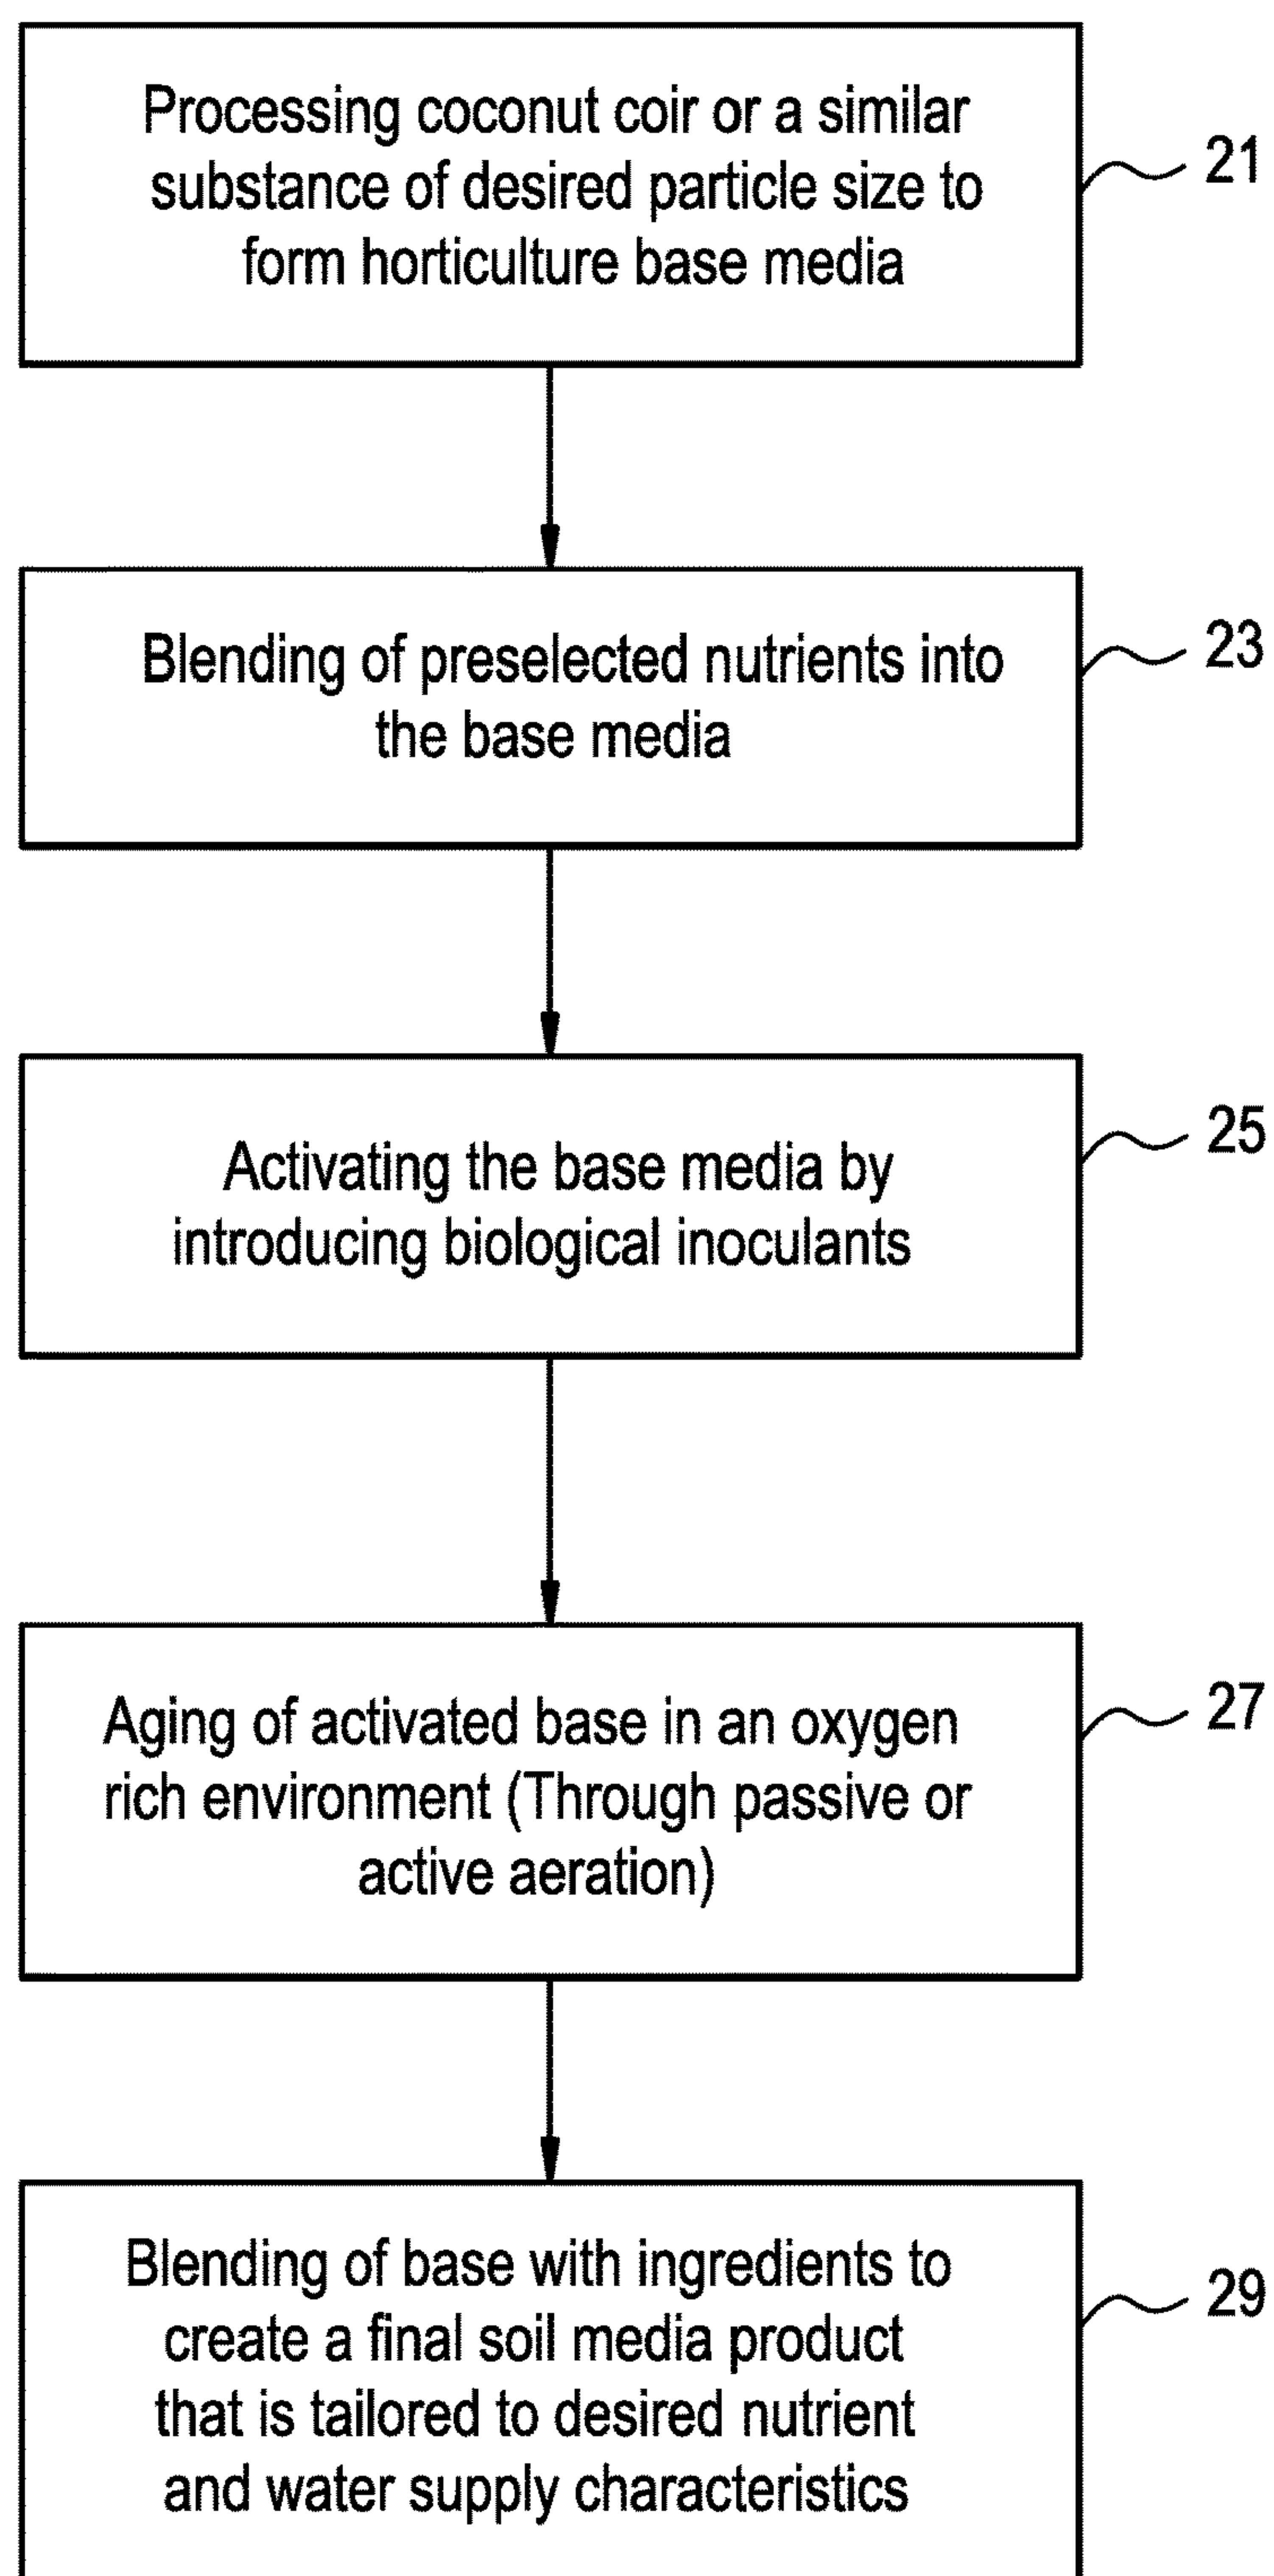 Processing coconut coir or a similar
substance of desired particle size to
form horticulture base media
21
Blending of preselected nutrients into
the base media
23
Activating the base media by
introducing biological inoculants
25
Aging of activated base in an oxygen
rich environment (Through passive or
active aeration)
27
Blending of base with ingredients to
create a final soil media product
that is tailored to desired nutrient
and water supply characteristics
29